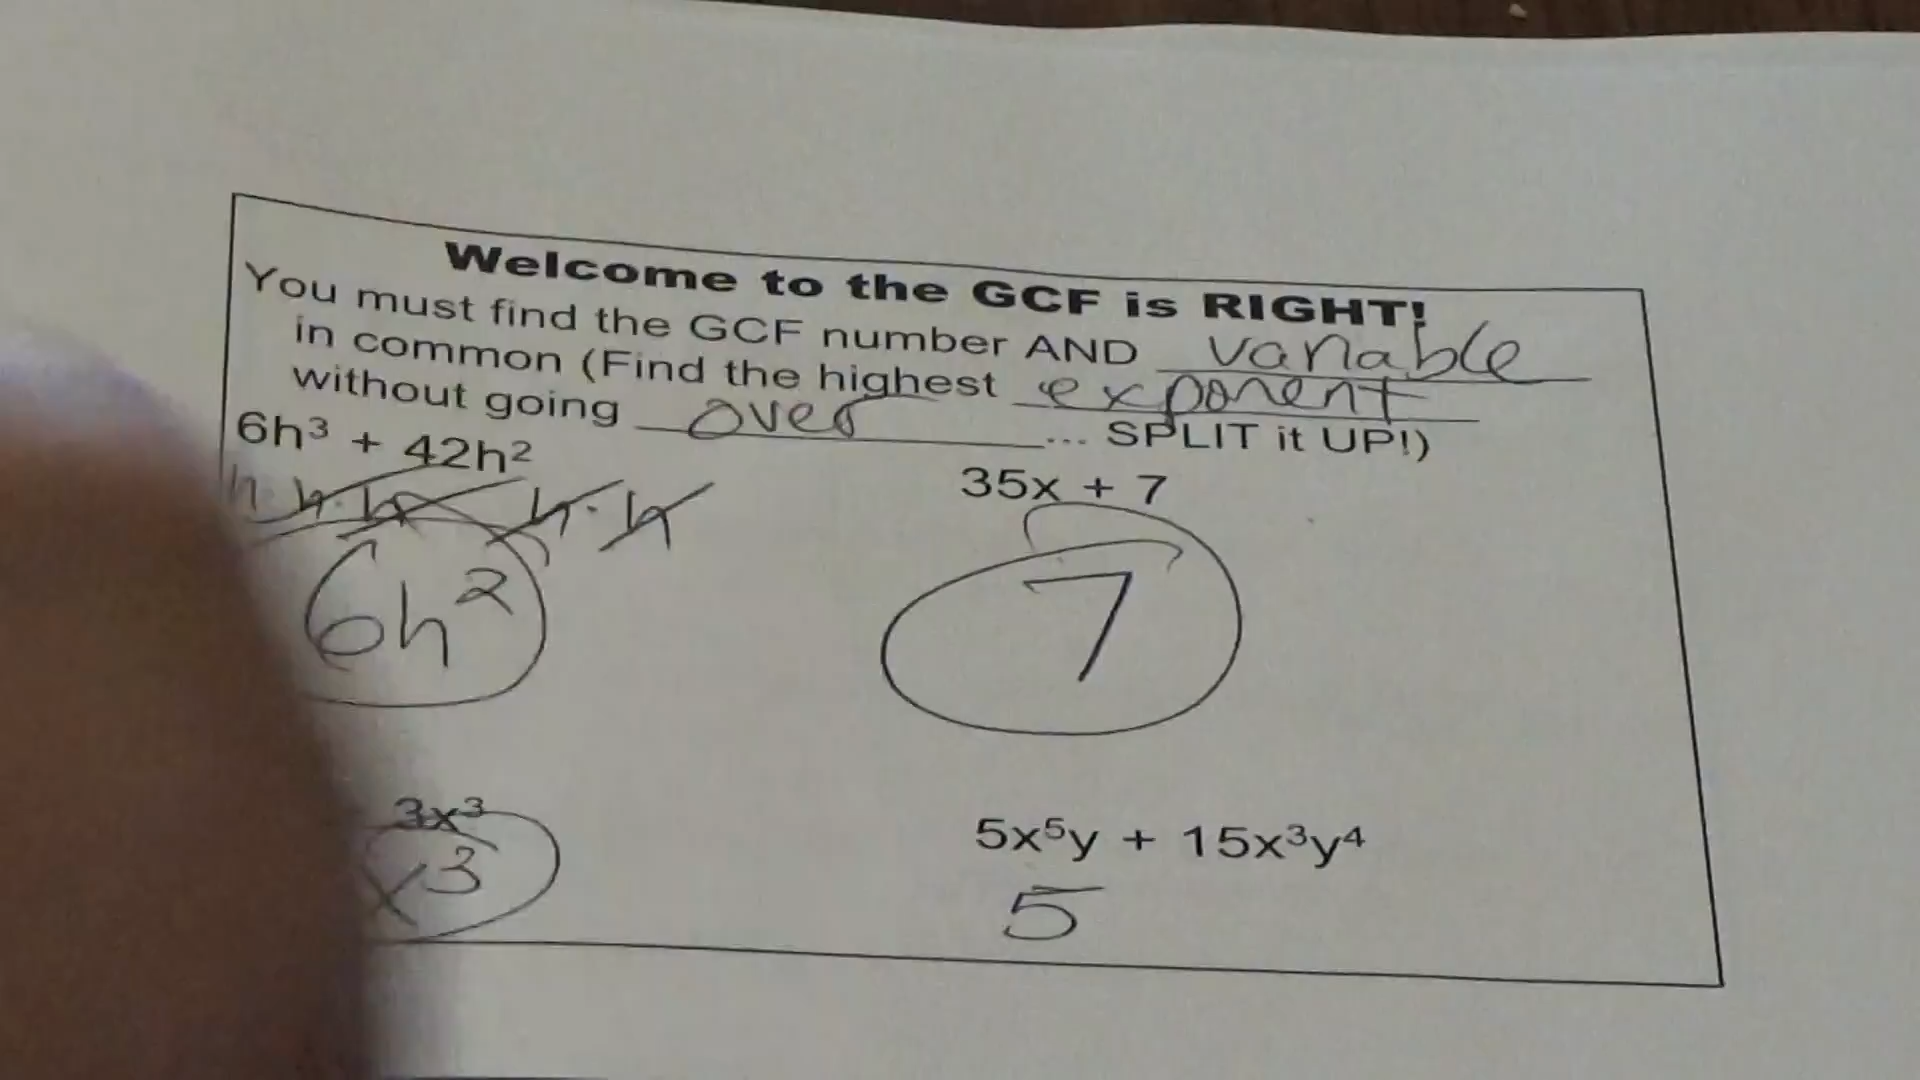 Welcome to the GCF is RIGHT!
You must find the GCF number AND variable
in common (Find the highest exponent
without going over ... SPLIT it UP!)
6h³ + 42h²
35x + 7
h·h·h h·h
6h²
7
3x³
5x⁵y + 15x³y⁴
x³
5